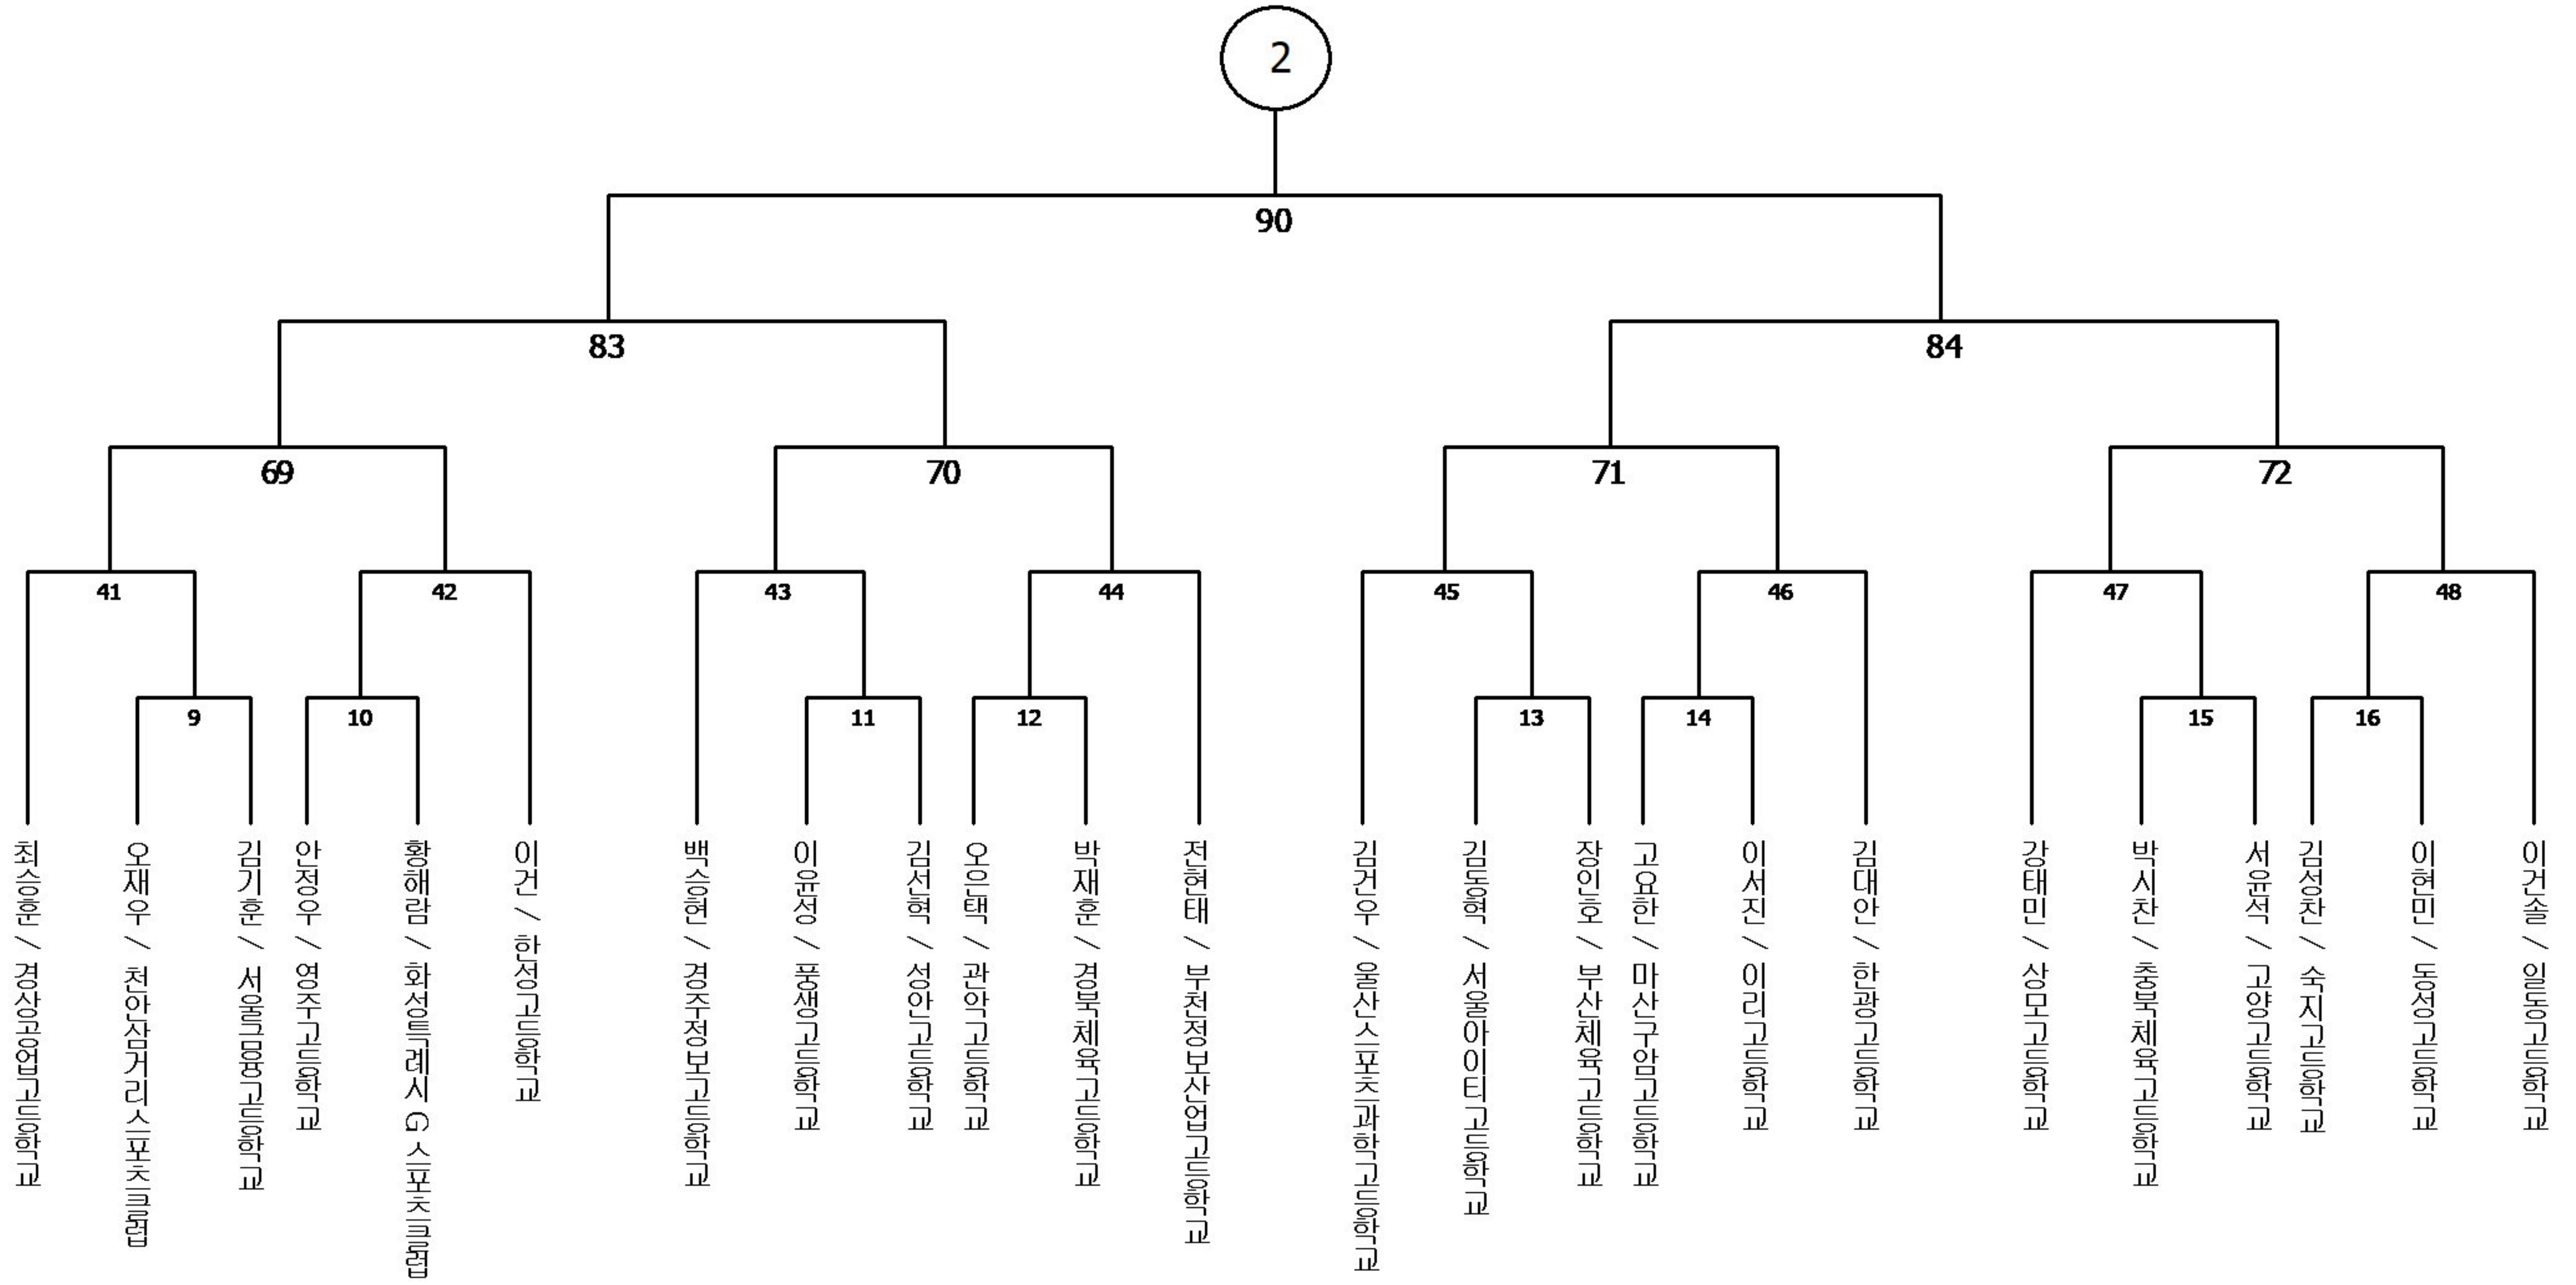 2
90
83
84
69
70
71
72
41
42
43
44
45
46
47
48
9
10
11
12
13
14
15
16
최승훈 / 경상공업고등학교
오재우 / 천안삼거리스포츠클럽
김기훈 / 서울금융고등학교
안정우 / 영주고등학교
황해람 / 화성특례시 G스포츠클럽
이건 / 한성고등학교
백승현 / 경주정보고등학교
이윤성 / 풍생고등학교
김선혁 / 성안고등학교
오은택 / 관악고등학교
박재훈 / 경북체육고등학교
전현태 / 부천정보산업고등학교
김건우 / 울산스포츠과학고등학교
김동혁 / 서울아이티고등학교
장인호 / 부산체육고등학교
고요한 / 마산구암고등학교
이서진 / 이리고등학교
김대안 / 한광고등학교
강태민 / 상모고등학교
박시찬 / 충북체육고등학교
서윤석 / 고양고등학교
김성찬 / 숙지고등학교
이현민 / 동성고등학교
이건솔 / 일동고등학교